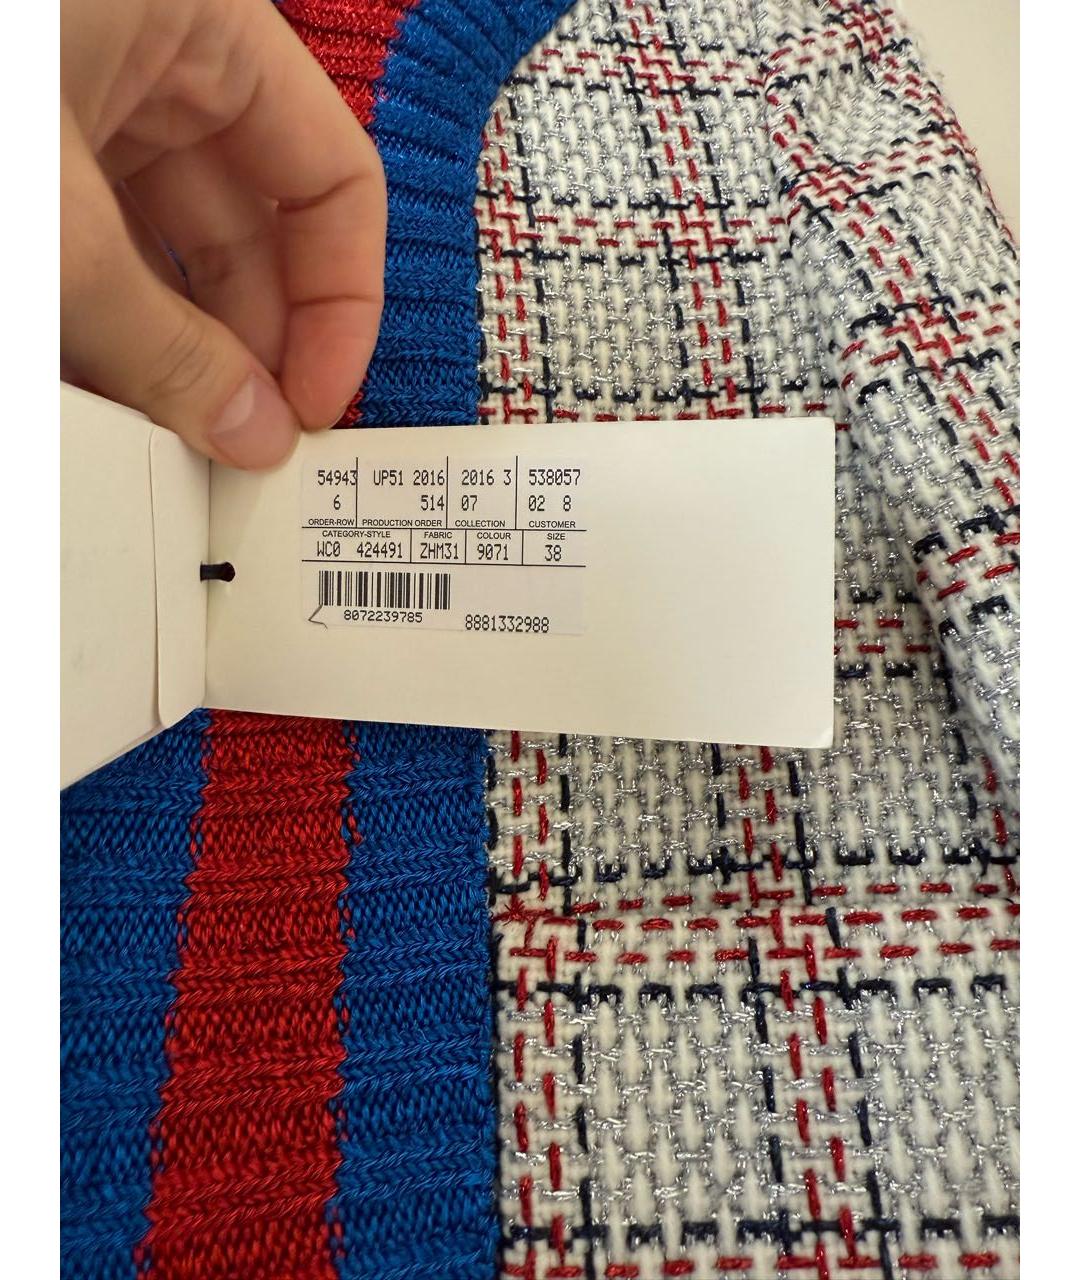 54943 UP51 2016 2016 3 538057
6 514 07 02 8
ORDER-ROW PRODUCTION ORDER COLLECTION CUSTOMER
CATEGORY-STYLE FABRIC COLOUR SIZE
WC0 424491 ZHM31 9071 38
8072239785
8881332988